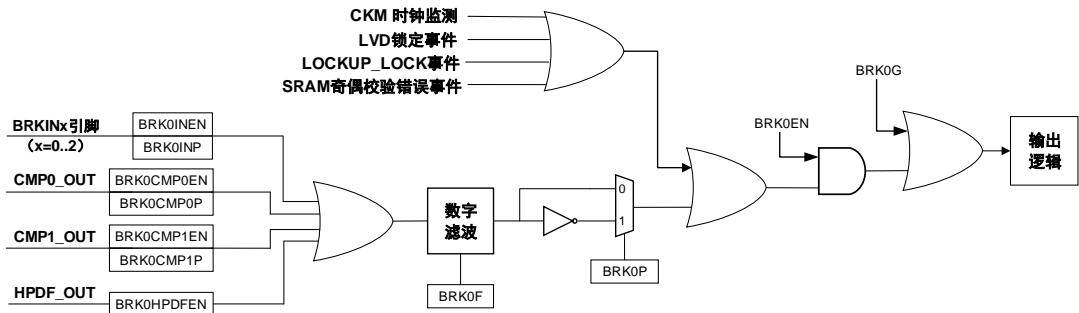 CKM 时钟监测
LVD锁定事件
LOCKUP_LOCK事件
SRAM奇偶校验错误事件
BRK0G
BRK0EN
输出
逻辑
BRKINx引脚
（x=0..2）
BRK0INEN
BRK0INP
CMP0_OUT
BRK0CMP0EN
BRK0CMP0P
CMP1_OUT
BRK0CMP1EN
BRK0CMP1P
HPDF_OUT
BRK0HPDFEN
数字
滤波
BRK0F
0
1
BRK0P